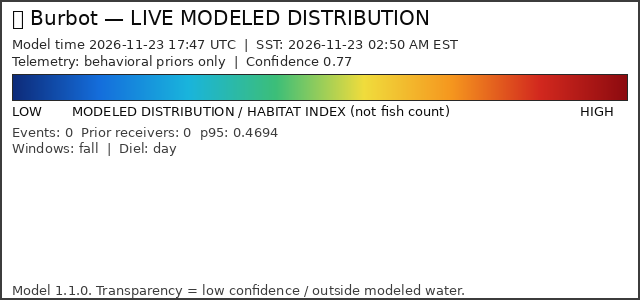 Burbot — LIVE MODELED DISTRIBUTION
Model time 2026-11-23 17:47 UTC | SST: 2026-11-23 02:50 AM EST
Telemetry: behavioral priors only | Confidence 0.77
LOW MODELED DISTRIBUTION / HABITAT INDEX (not fish count) HIGH
Events: 0 Prior receivers: 0 p95: 0.4694
Windows: fall | Diel: day
Model 1.1.0. Transparency = low confidence / outside modeled water.